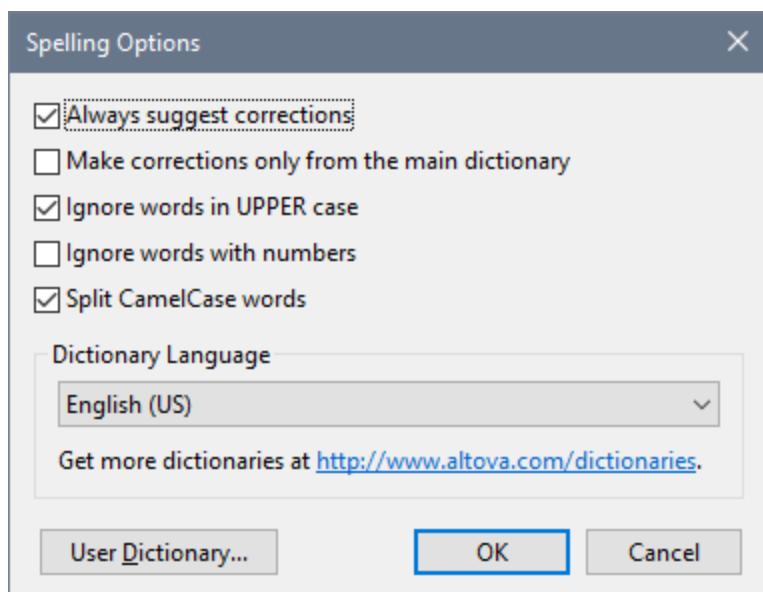 Spelling Options
Always suggest corrections
Make corrections only from the main dictionary
Ignore words in UPPER case
Ignore words with numbers
Split CamelCase words
Dictionary Language
English (US)
Get more dictionaries at http://www.altova.com/dictionaries.
User Dictionary... OK Cancel